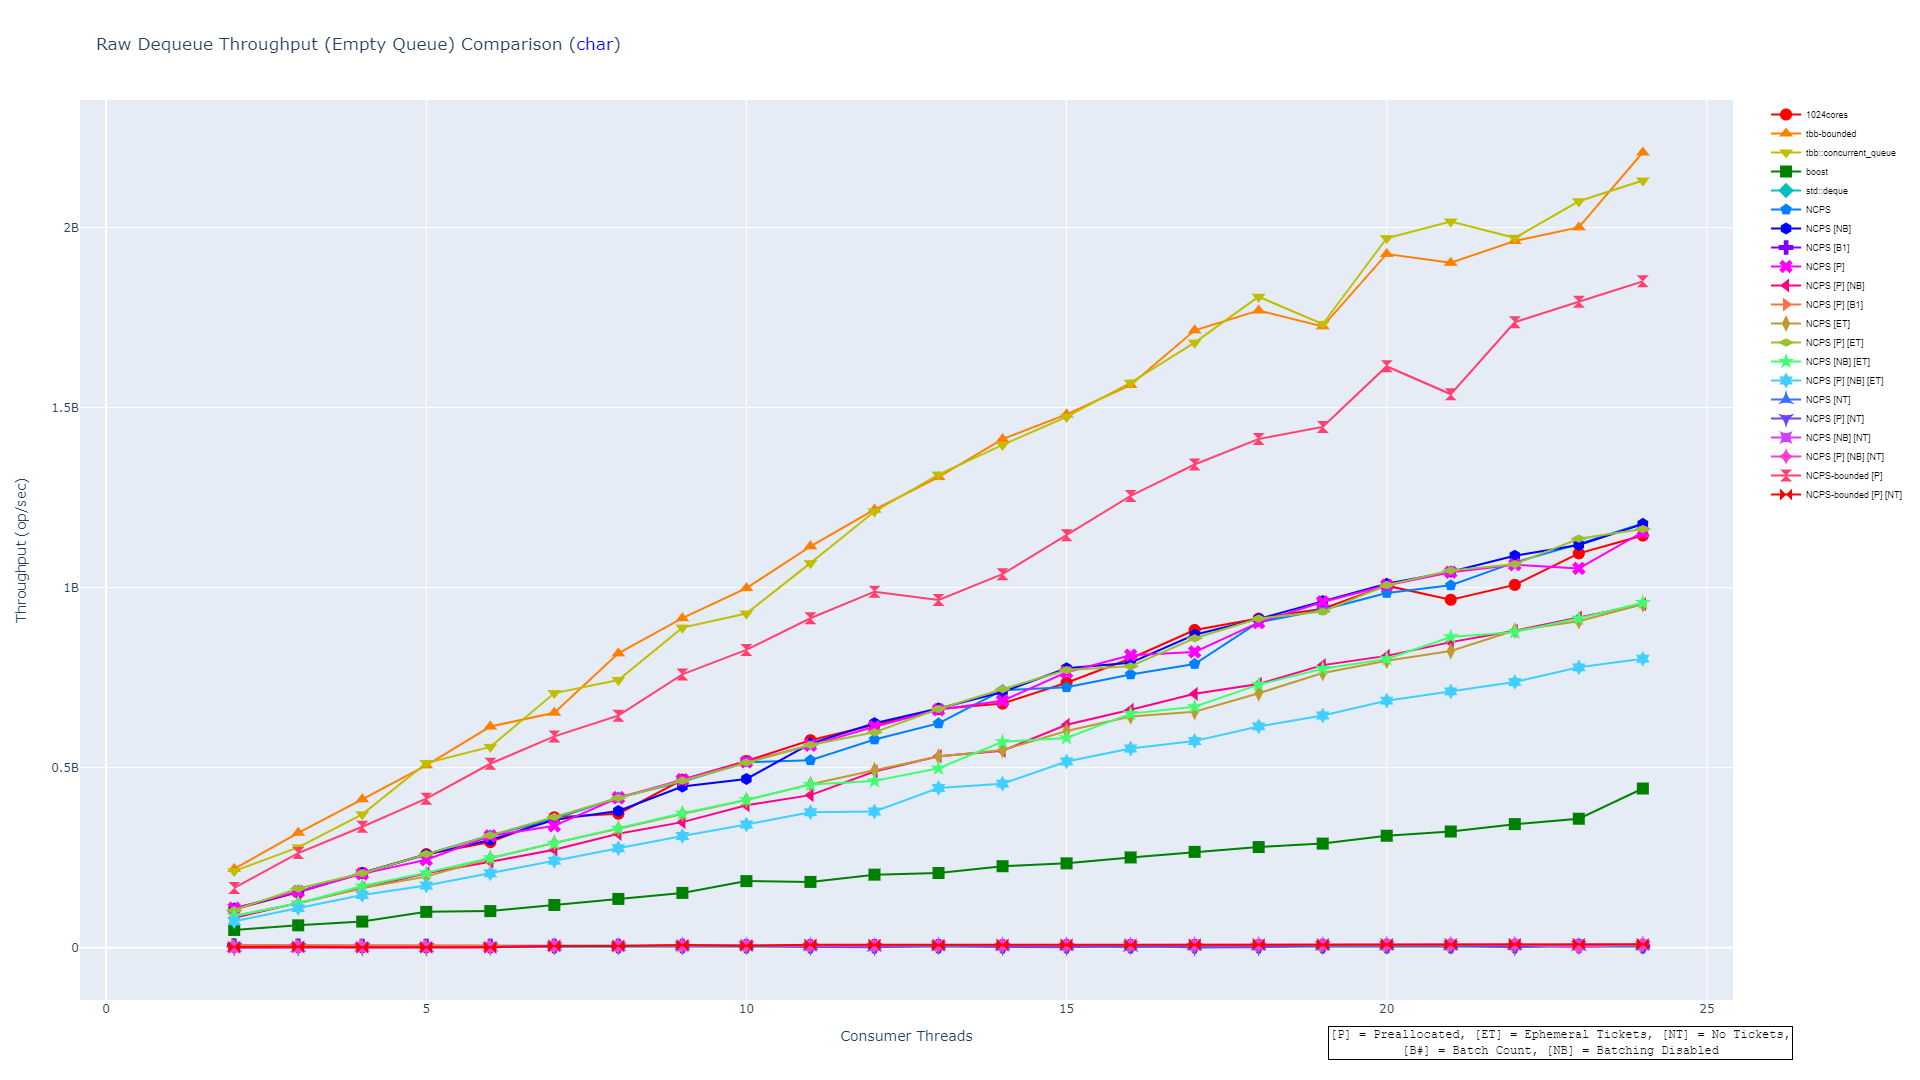 Raw Dequeue Throughput (Empty Queue) Comparison (char)
1024cores
tbb-bounded
tbb::concurrent_queue
boost
std::deque
NCPS
NCPS [NB]
NCPS [B1]
NCPS [P]
NCPS [P] [NB]
NCPS [P] [B1]
NCPS [ET]
NCPS [P] [ET]
NCPS [NB] [ET]
NCPS [P] [NB] [ET]
NCPS [NT]
NCPS [P] [NT]
NCPS [NB] [NT]
NCPS [P] [NB] [NT]
NCPS-bounded [P]
NCPS-bounded [P] [NT]
Throughput (op/sec)
2B
1.5B
1B
0.5B
0
0 5 10 15 20 25
Consumer Threads
[P] = Preallocated, [ET] = Ephemeral Tickets, [NT] = No Tickets,
[B#] = Batch Count, [NB] = Batching Disabled